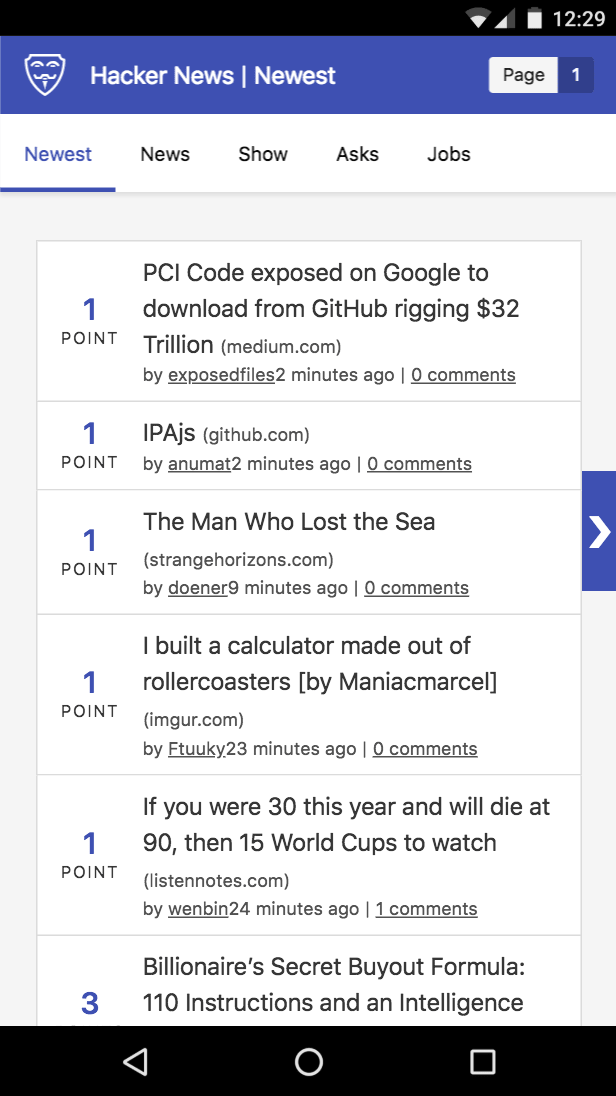 12:29
Hacker News | Newest
Page 1
Newest News Show Asks Jobs
PCI Code exposed on Google to
download from GitHub rigging $32
Trillion (medium.com)
1
POINT
by exposedfiles2 minutes ago | 0 comments
IPAjs (github.com)
1
POINT
by anumat2 minutes ago | 0 comments
The Man Who Lost the Sea
1
POINT
(strangehorizons.com)
by doener9 minutes ago | 0 comments
I built a calculator made out of
rollercoasters [by Maniacmarcel]
1
POINT
(imgur.com)
by Ftuuky23 minutes ago | 0 comments
If you were 30 this year and will die at
90, then 15 World Cups to watch
1
POINT
(listennotes.com)
by wenbin24 minutes ago | 1 comments
Billionaire’s Secret Buyout Formula:
110 Instructions and an Intelligence
3